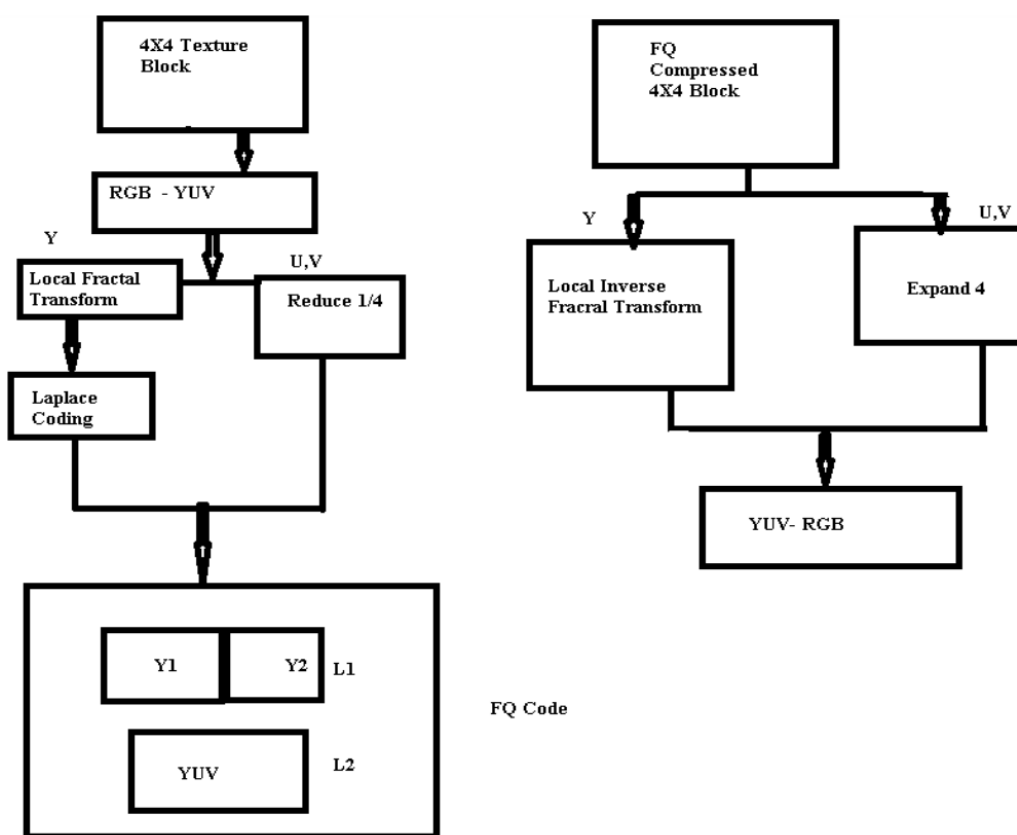 4X4 Texture
Block
RGB - YUV
Y
U,V
Local Fractal
Transform
Reduce 1/4
Laplace
Coding
Y1
Y2
L1
YUV
L2
FQ Code
FQ
Compressed
4X4 Block
Y
U,V
Local Inverse
Fracral Transform
Expand 4
YUV- RGB